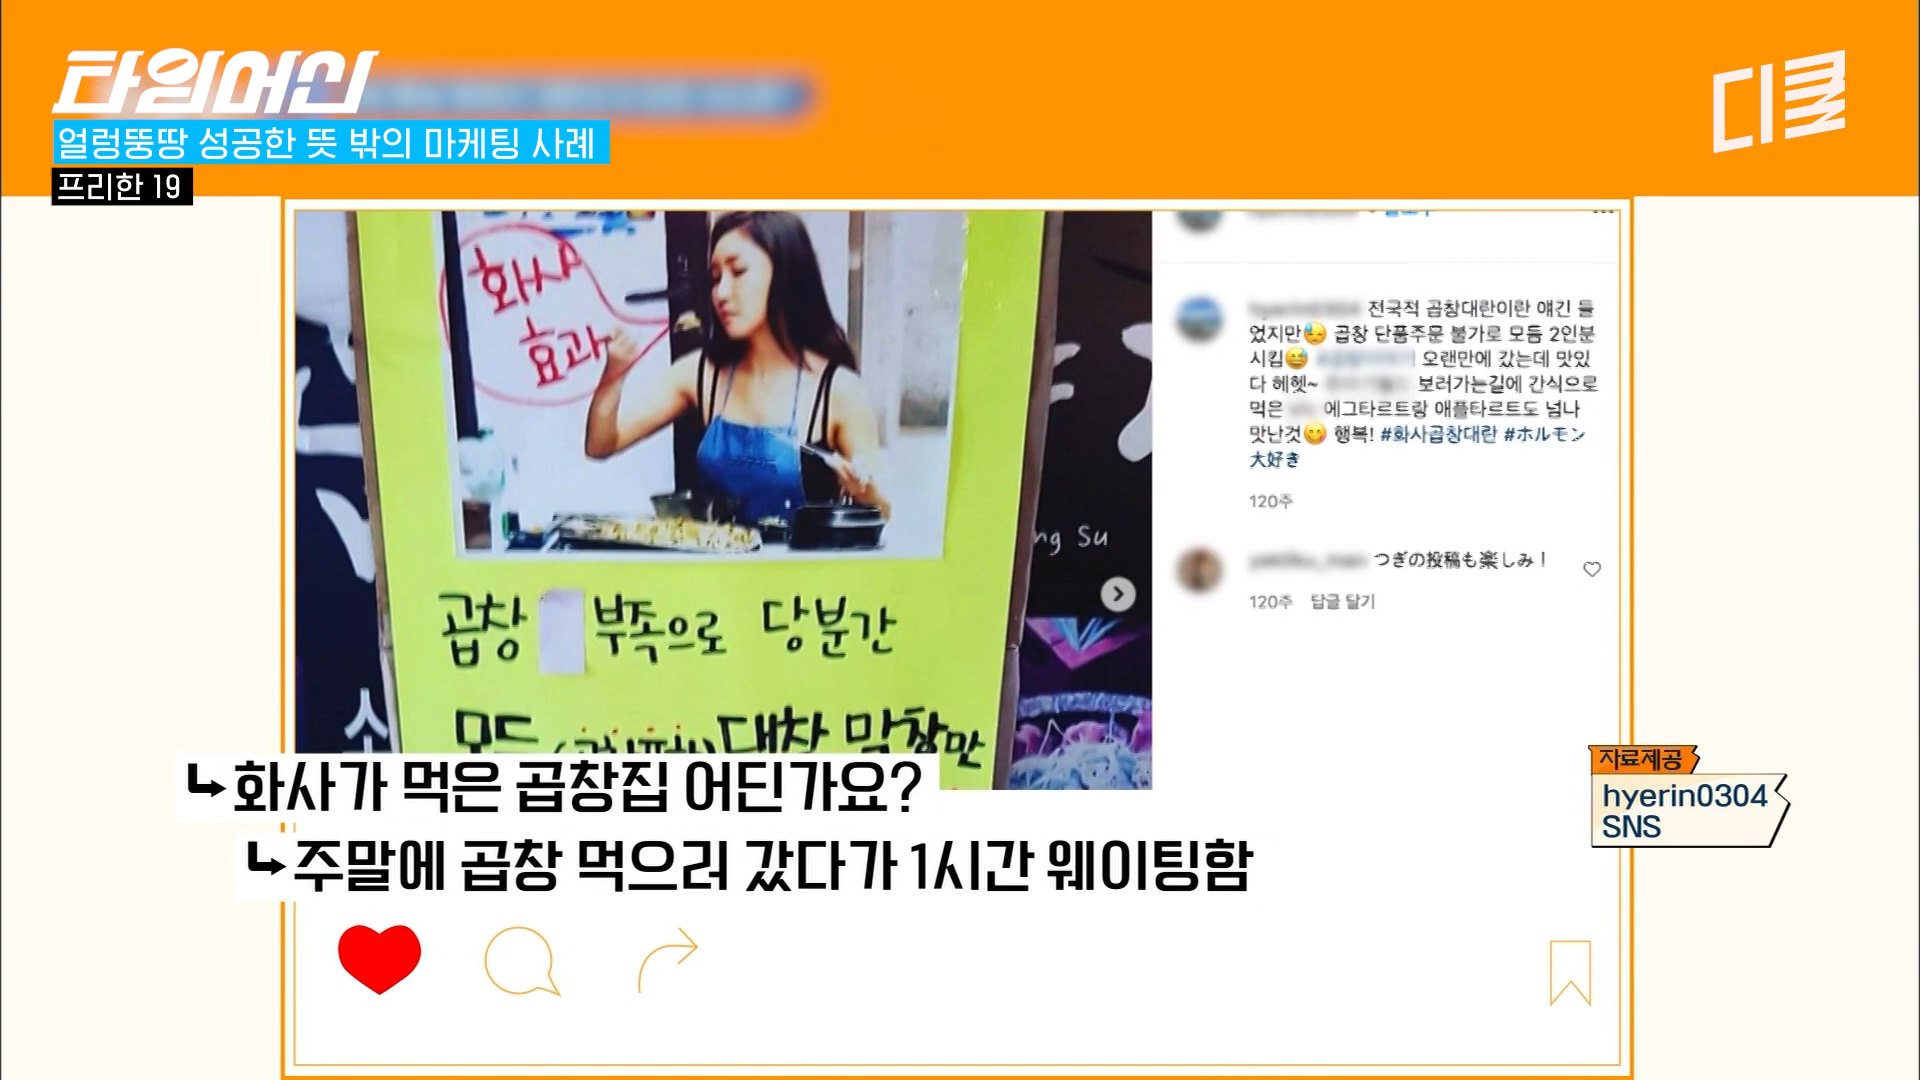 타임어신
얼렁뚱땅 성공한 뜻 밖의 마케팅 사례
프리한 19
디글
화사
효과
곱창 부족으로 당분간
대창 막창만
ng Su
전국적 곱창대란이란 얘긴 들
었지만😓 곱창 단품주문 불가로 모듬 2인분
시킴😅 오랜만에 갔는데 맛있
다 헤헷~ 보러가는길에 간식으로
먹은 에그타르트랑 애플타르트도 넘나
맛난것😋 행복! #화사곱창대란 #ホルモン
大好き
120주
つぎの投稿も楽しみ!
120주 답글 달기
↳화사가 먹은 곱창집 어딘가요?
↳주말에 곱창 먹으러 갔다가 1시간 웨이팅함
자료제공
hyerin0304
SNS